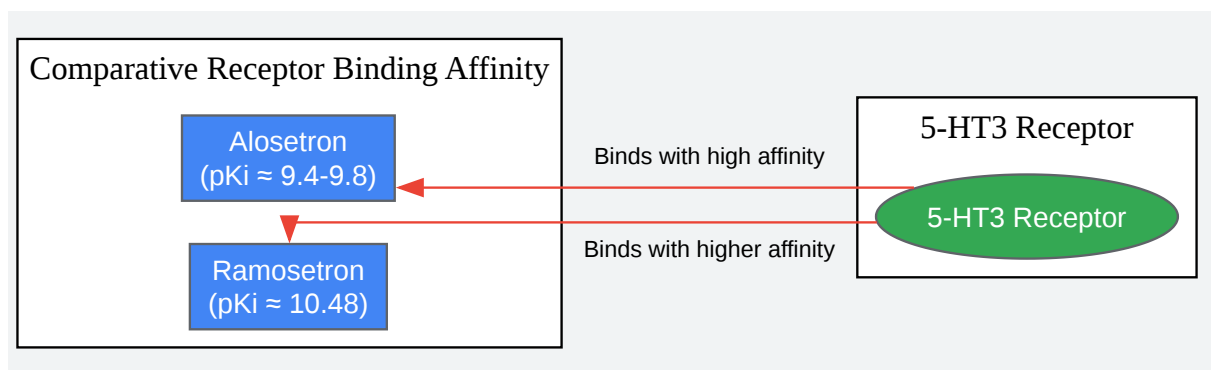 Comparative Receptor Binding Affinity
Alosetron
(pKi ≈ 9.4-9.8)
Ramosetron
(pKi ≈ 10.48)
Binds with high affinity
Binds with higher affinity
5-HT3 Receptor
5-HT3 Receptor